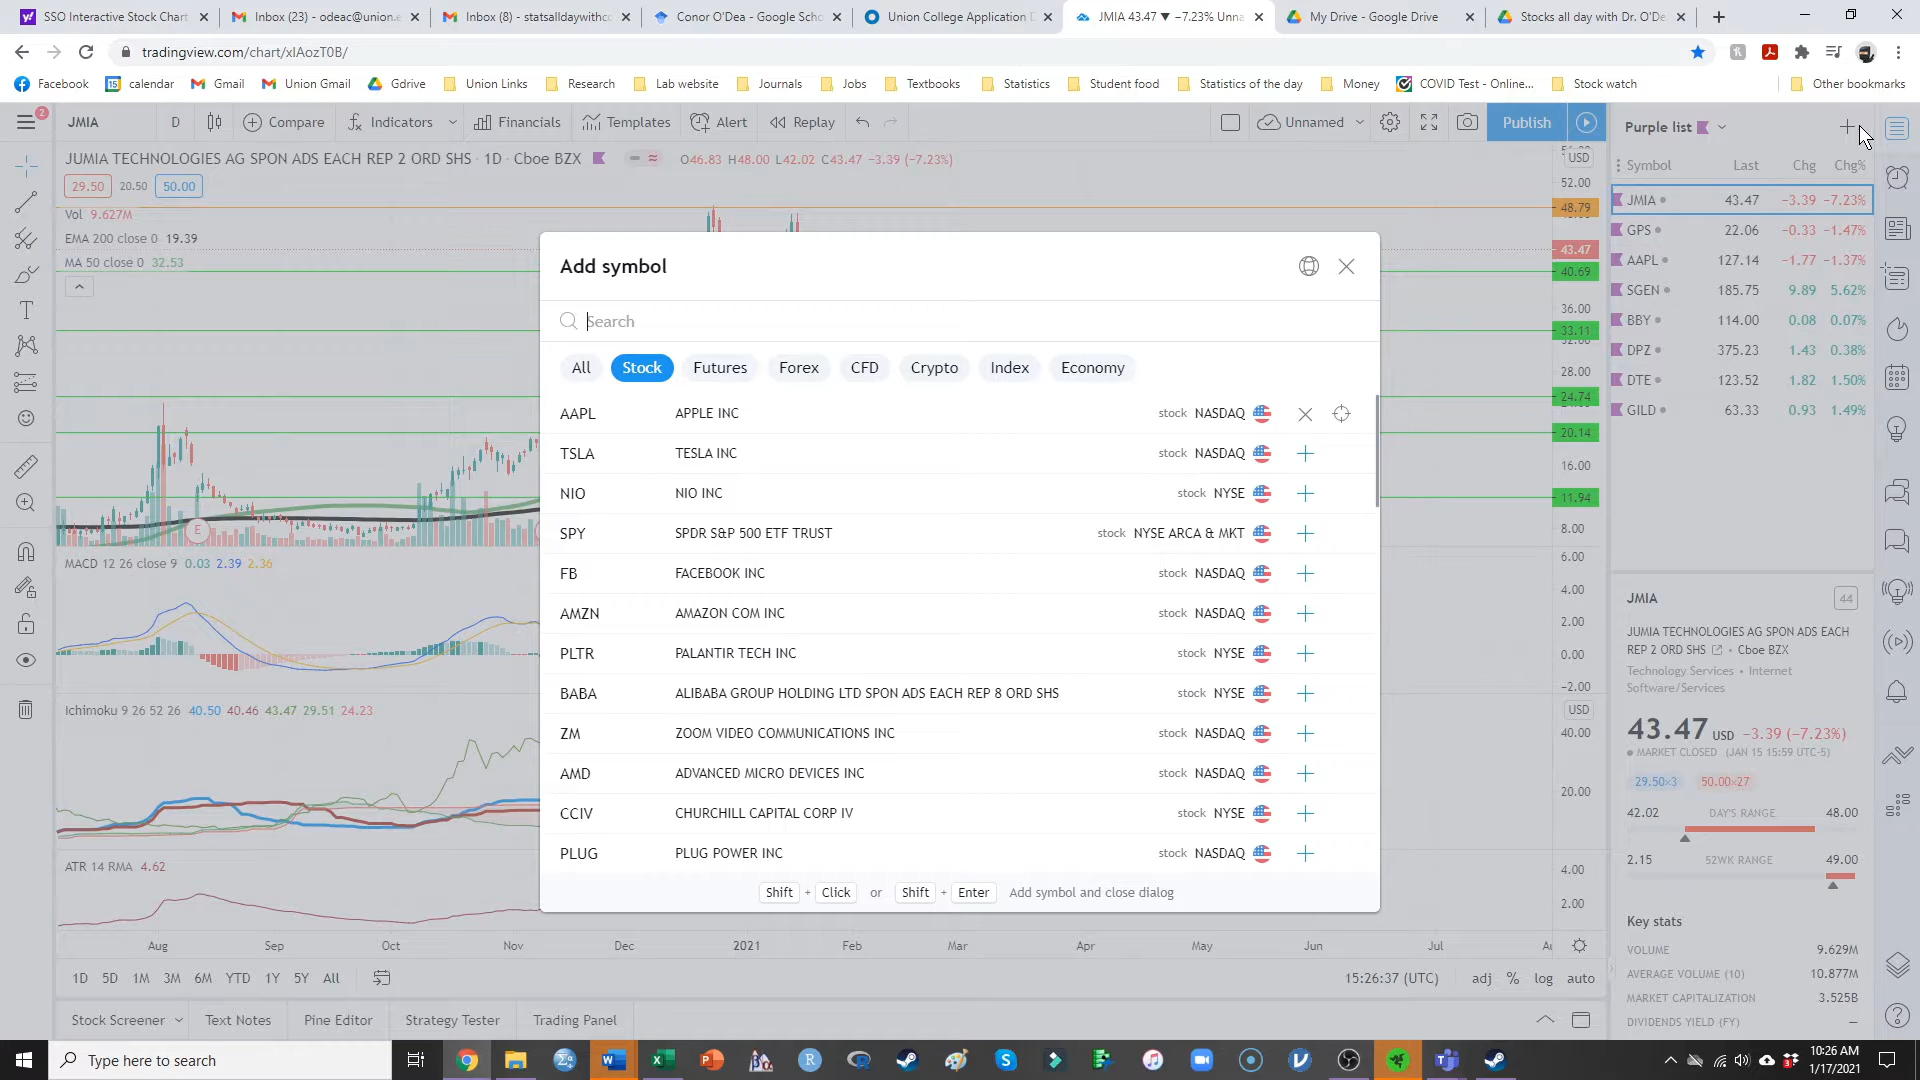 SSO Interactive Stock Chart
Inbox (23) - odeac@union.e
Inbox (8) - statsalldaywithc
Conor O'Dea - Google Scho
Union College Application D
JMIA 43.47 ▼ −7.23% Unna
My Drive - Google Drive
Stocks all day with Dr. O'De
tradingview.com/chart/xIAozT0B/
Facebook
calendar
Gmail
Union Gmail
Gdrive
Union Links
Research
Lab website
Journals
Jobs
Textbooks
Statistics
Student food
Statistics of the day
Money
COVID Test - Online...
Stock watch
Other bookmarks
2
JMIA
D
Compare
Indicators
Financials
Templates
Alert
Replay
Unnamed
Publish
Purple list
JUMIA TECHNOLOGIES AG SPON ADS EACH REP 2 ORD SHS · 1D · Cboe BZX
O46.83 H48.00 L42.02 C43.47 −3.39 (−7.23%)
29.50 20.50 50.00
Vol 9.627M
EMA 200 close 0 19.39
MA 50 close 0 32.53
USD
52.00
48.79
43.47
40.69
36.00
33.11
28.00
24.74
20.14
16.00
11.94
8.00
Symbol Last Chg Chg%
JMIA 43.47 −3.39 −7.23%
GPS 22.06 −0.33 −1.47%
AAPL 127.14 −1.77 −1.37%
SGEN 185.75 9.89 5.62%
BBY 114.00 0.08 0.07%
DPZ 375.23 1.43 0.38%
DTE 123.52 1.82 1.50%
GILD 63.33 0.93 1.49%
Add symbol
Search
All Stock Futures Forex CFD Crypto Index Economy
AAPL APPLE INC stock NASDAQ
TSLA TESLA INC stock NASDAQ
NIO NIO INC stock NYSE
SPY SPDR S&P 500 ETF TRUST stock NYSE ARCA & MKT
FB FACEBOOK INC stock NASDAQ
AMZN AMAZON COM INC stock NASDAQ
PLTR PALANTIR TECH INC stock NYSE
BABA ALIBABA GROUP HOLDING LTD SPON ADS EACH REP 8 ORD SHS stock NYSE
ZM ZOOM VIDEO COMMUNICATIONS INC stock NASDAQ
AMD ADVANCED MICRO DEVICES INC stock NASDAQ
CCIV CHURCHILL CAPITAL CORP IV stock NYSE
PLUG PLUG POWER INC stock NASDAQ
Shift + Click or Shift + Enter Add symbol and close dialog
E
MACD 12 26 close 9 0.03 2.39 2.36
6.00
4.00
2.00
0.00
−2.00
Ichimoku 9 26 52 26 40.50 40.46 43.47 29.51 24.23
USD
40.00
20.00
ATR 14 RMA 4.62
4.00
2.00
Aug Sep Oct Nov Dec 2021 Feb Mar Apr May Jun Jul Au
1D 5D 1M 3M 6M YTD 1Y 5Y All
15:26:37 (UTC) adj % log auto
Stock Screener
Text Notes
Pine Editor
Strategy Tester
Trading Panel
JMIA
44
JUMIA TECHNOLOGIES AG SPON ADS EACH
REP 2 ORD SHS • Cboe BZX
Technology Services • Internet
Software/Services
43.47 USD −3.39 (−7.23%)
MARKET CLOSED (JAN 15 15:59 UTC-5)
29.50×3 50.00×27
42.02 DAY'S RANGE 48.00
2.15 52WK RANGE 49.00
Key stats
VOLUME 9.629M
AVERAGE VOLUME (10) 10.877M
MARKET CAPITALIZATION 3.525B
DIVIDENDS YIELD (FY) —
Type here to search
10:26 AM
1/17/2021